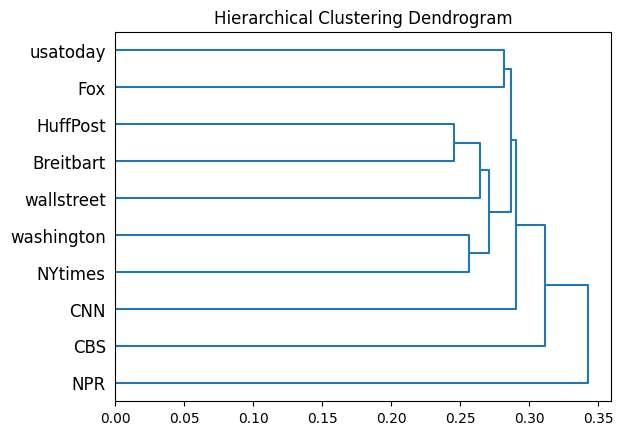 Hierarchical Clustering Dendrogram
usatoday
Fox
HuffPost
Breitbart
wallstreet
washington
NYtimes
CNN
CBS
NPR
0.00 0.05 0.10 0.15 0.20 0.25 0.30 0.35